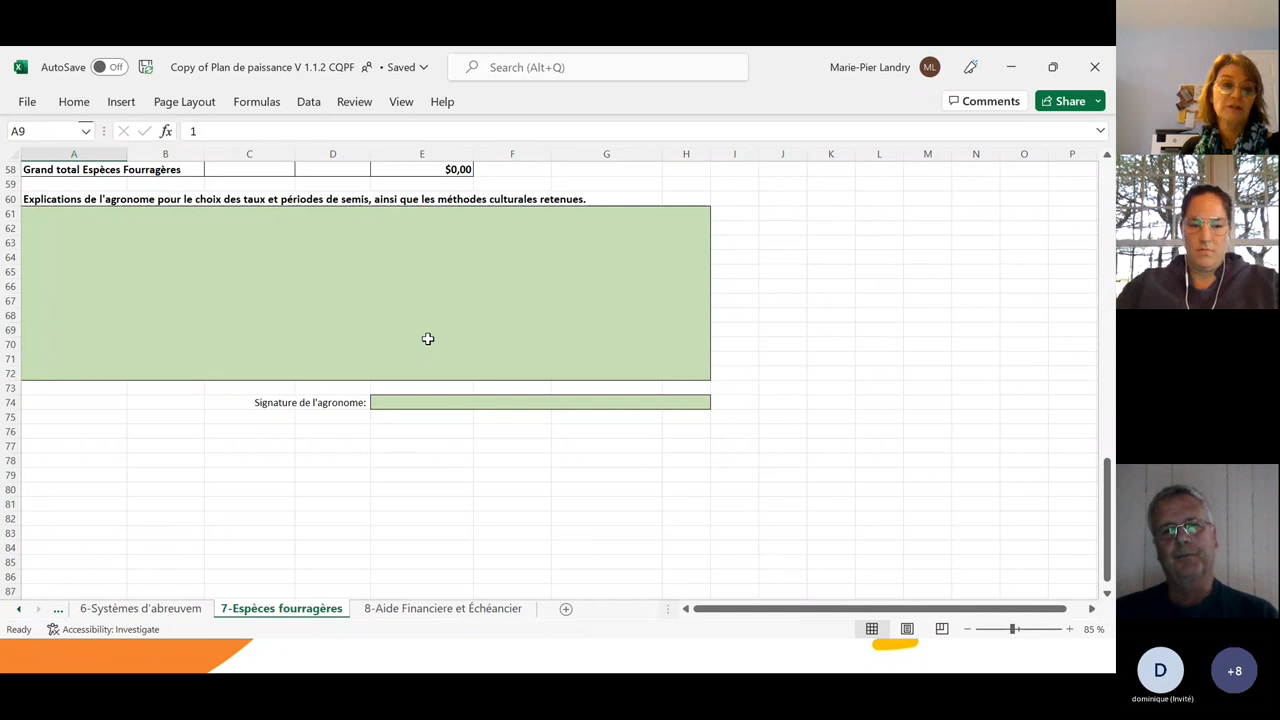 AutoSave Off Copy of Plan de paissance V 1.1.2 CQPF • Saved Search (Alt+Q) Marie-Pier Landry ML
File Home Insert Page Layout Formulas Data Review View Help Comments Share
A9 fx 1
A B C D E F G H I J K L M N O P
58 Grand total Espèces Fourragères $0,00
59
60 Explications de l'agronome pour le choix des taux et périodes de semis, ainsi que les méthodes culturales retenues.
61
62
63
64
65
66
67
68
69
70
71
72
73
74 Signature de l'agronome:
75
76
77
78
79
80
81
82
83
84
85
86
87
... 6-Systèmes d'abreuvem 7-Espèces fourragères 8-Aide Financiere et Échéancier
Ready Accessibility: Investigate 85 %
D +8
dominique (Invité)